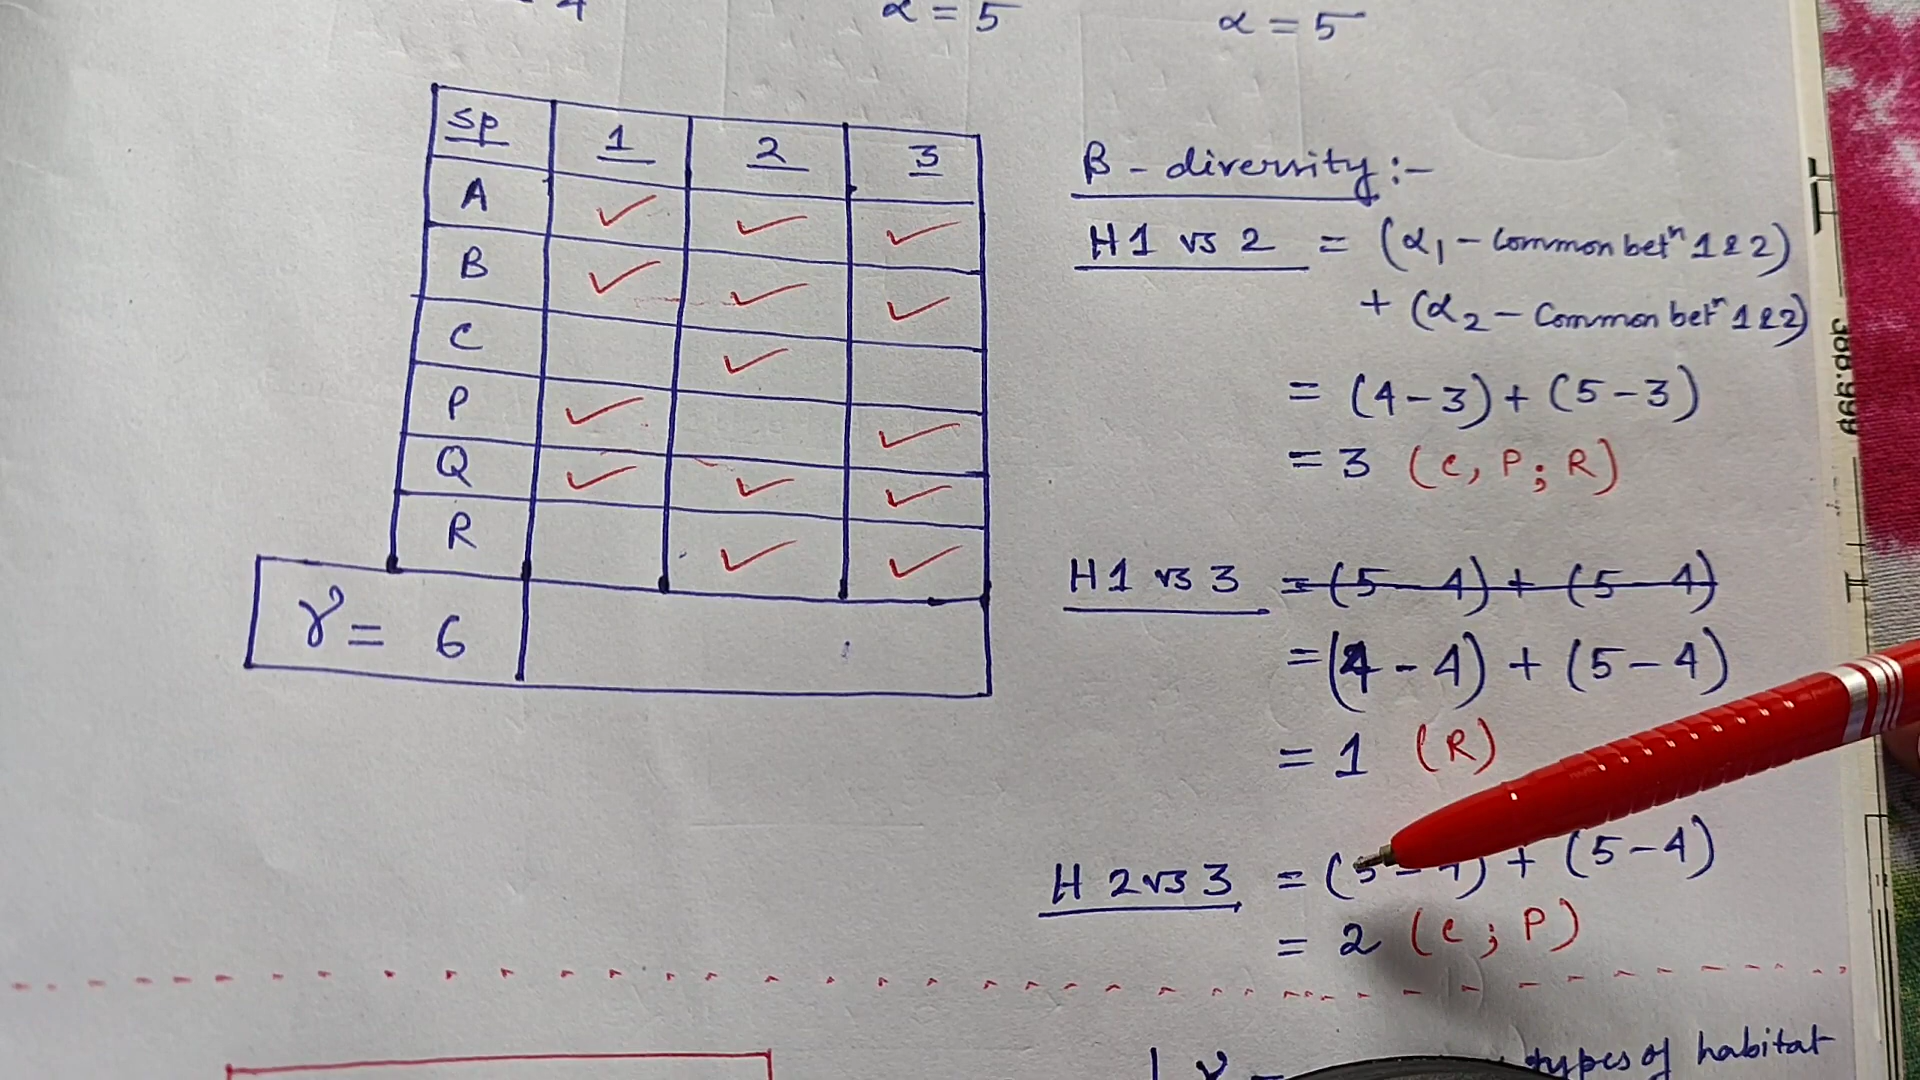 4
α = 5
α = 5
Sp 1 2 3
A ✓ ✓ ✓
B ✓ ✓ ✓
C ✓
P ✓ ✓
Q ✓ ✓ ✓
R ✓ ✓
γ = 6
β - diversity :-
H1 vs 2 = (α₁ - Common betⁿ 1 & 2)
+ (α₂ - Common betⁿ 1 & 2)
= (4 - 3) + (5 - 3)
= 3 (C, P; R)
H1 vs 3 = (5 - 4) + (5 - 4)
= (4 - 4) + (5 - 4)
= 1 (R)
H 2 vs 3 = (5 - 4) + (5 - 4)
= 2 (C; P)
types of habitat